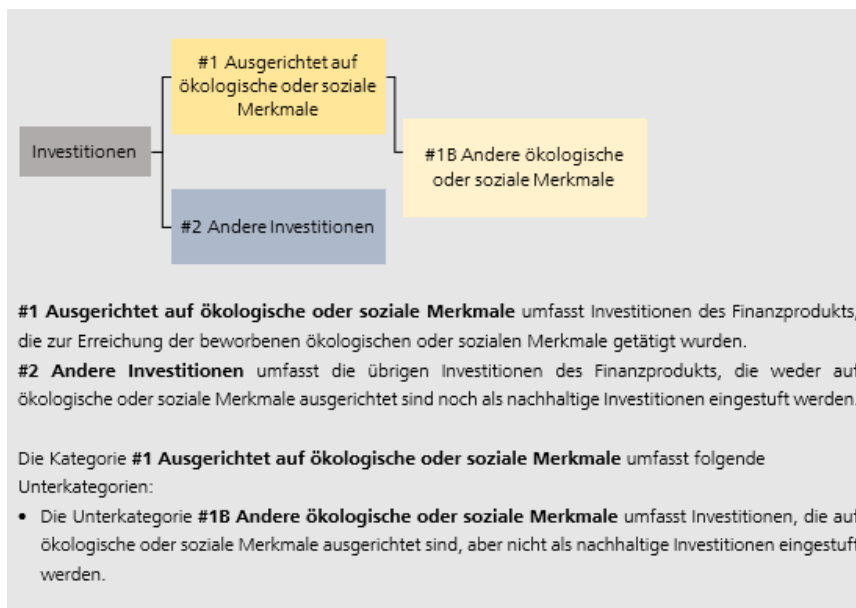 #1 Ausgerichtet auf
ökologische oder soziale
Merkmale
Investitionen
#1B Andere ökologische
oder soziale Merkmale
#2 Andere Investitionen
#1 Ausgerichtet auf ökologische oder soziale Merkmale umfasst Investitionen des Finanzprodukts,
die zur Erreichung der beworbenen ökologischen oder sozialen Merkmale getätigt wurden.
#2 Andere Investitionen umfasst die übrigen Investitionen des Finanzprodukts, die weder auf
ökologische oder soziale Merkmale ausgerichtet sind noch als nachhaltige Investitionen eingestuft werden.
Die Kategorie #1 Ausgerichtet auf ökologische oder soziale Merkmale umfasst folgende
Unterkategorien:
• Die Unterkategorie #1B Andere ökologische oder soziale Merkmale umfasst Investitionen, die auf
ökologische oder soziale Merkmale ausgerichtet sind, aber nicht als nachhaltige Investitionen eingestuft
werden.